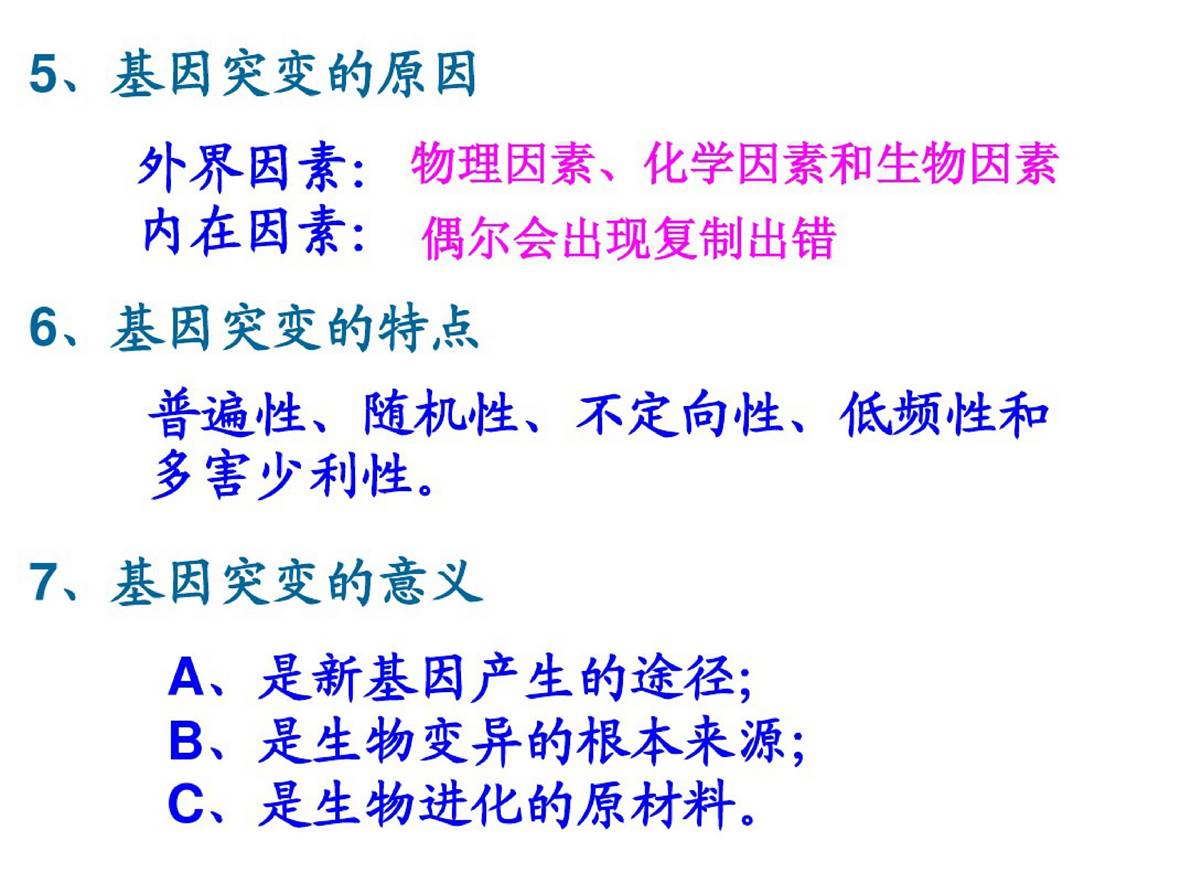 5、基因突变的原因
外界因素： 物理因素、化学因素和生物因素
内在因素： 偶尔会出现复制出错
6、基因突变的特点
普遍性、随机性、不定向性、低频性和
多害少利性。
7、基因突变的意义
A、是新基因产生的途径;
B、是生物变异的根本来源;
C、是生物进化的原材料。